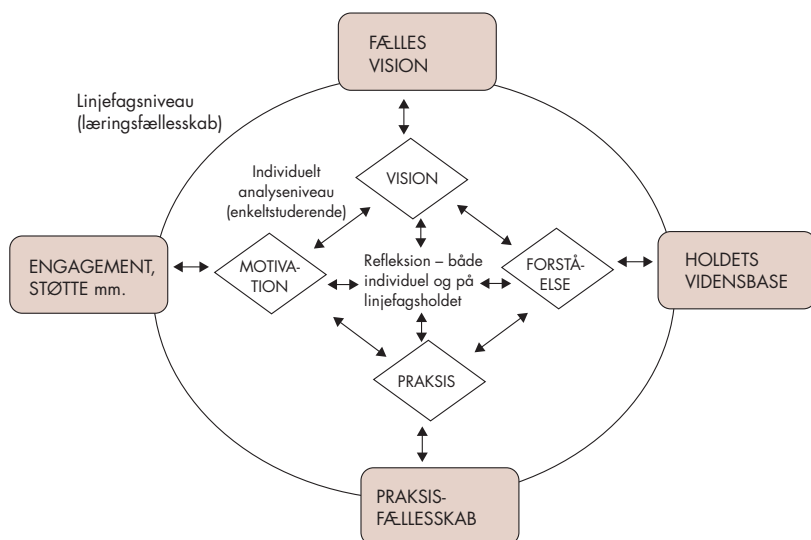 FÆLLES
VISION
Linjefagsniveau
(læringsfællesskab)
Individuelt
analyseniveau
(enkeltstuderende)
VISION
ENGAGEMENT,
STØTTE mm.
MOTIVA-
TION
Refleksion – både
individuel og på
linjefagsholdet
FORSTÅ-
ELSE
HOLDETS
VIDENSBASE
PRAKSIS
PRAKSIS-
FÆLLESSKAB